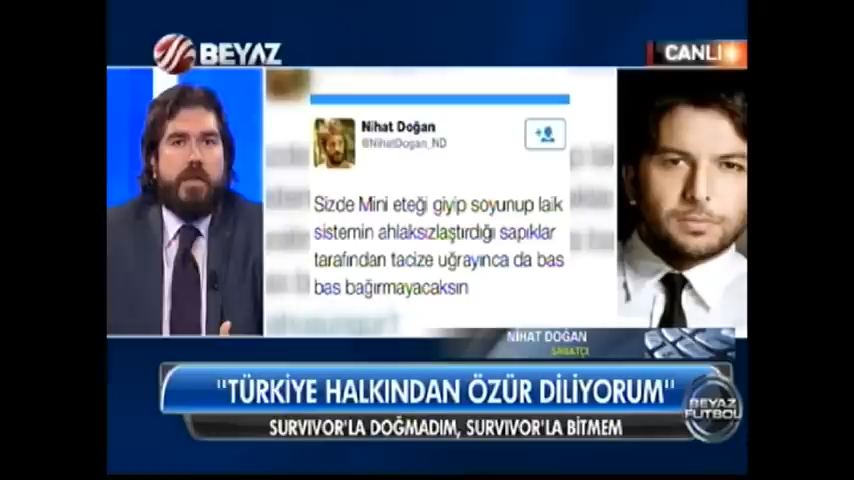 BEYAZ
CANLI
Nihat Doğan
@NihatDogan_ND
Sizde Mini eteği giyip soyunup laik
sistemin ahlaksızlaştırdığı sapıklar
tarafından tacize uğrayınca da bas
bas bağırmayacaksın
NİHAT DOĞAN
SANATÇI
"TÜRKİYE HALKINDAN ÖZÜR DİLİYORUM"
SURVIVOR'LA DOĞMADIM, SURVIVOR'LA BİTMEM
BEYAZ
FUTBOL